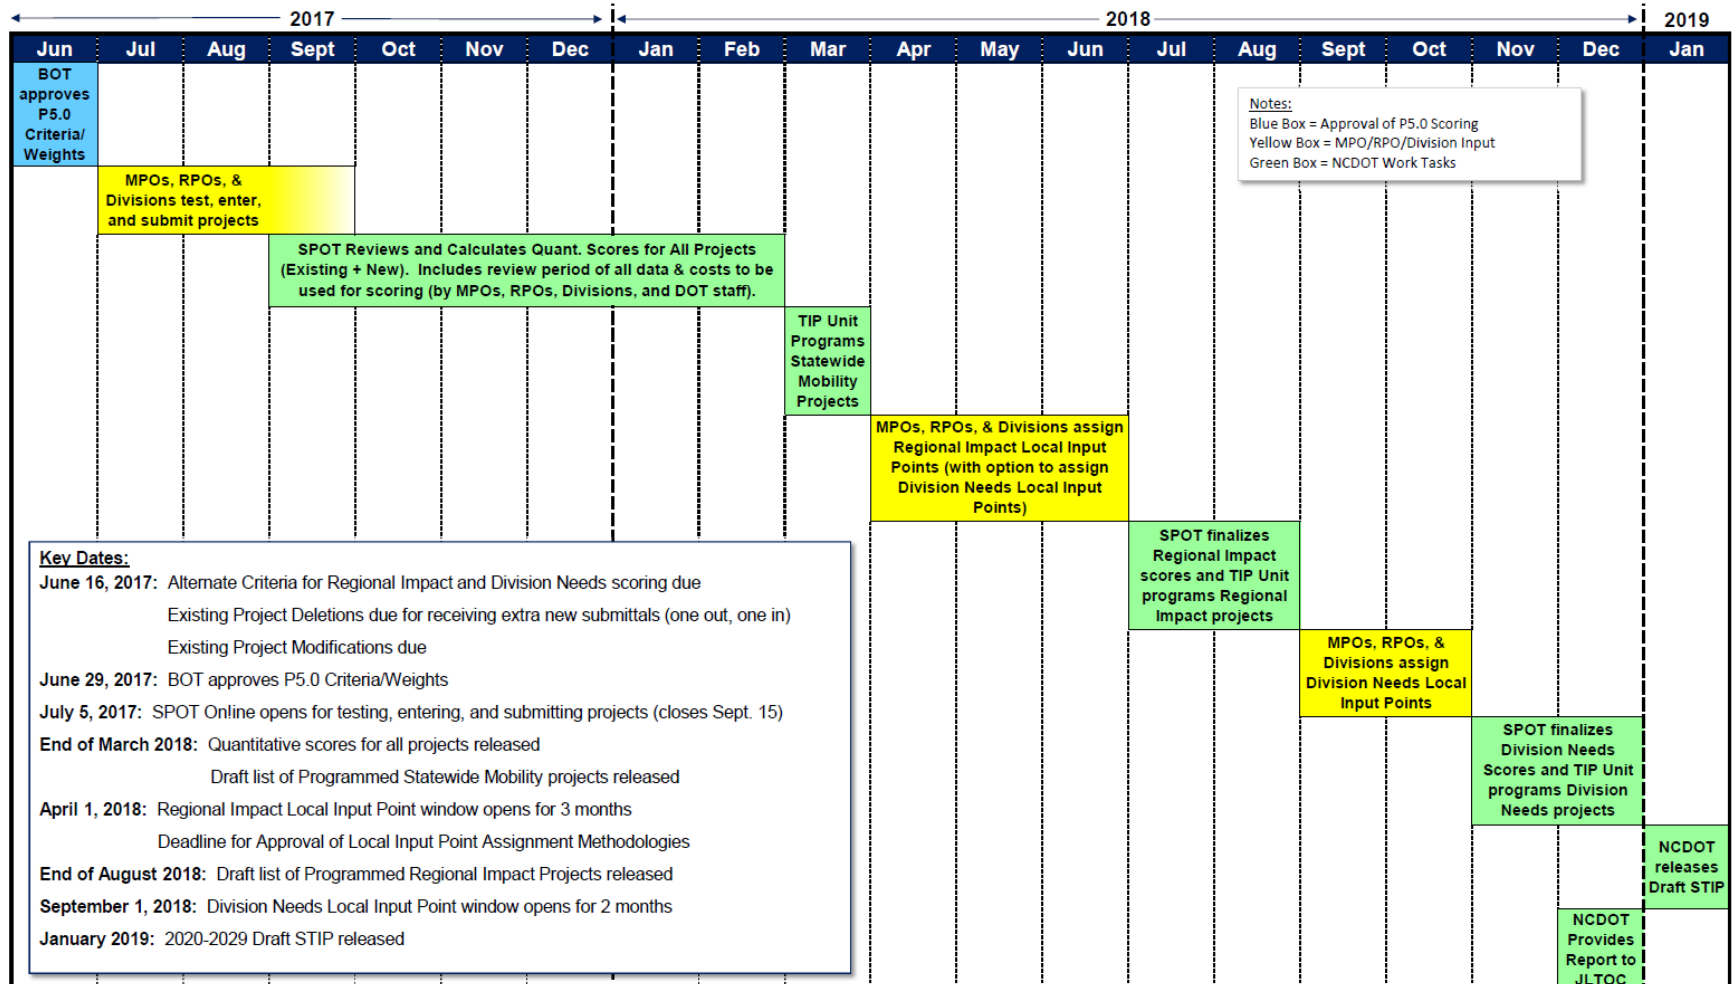 2017
2018
2019
Jun Jul Aug Sept Oct Nov Dec Jan Feb Mar Apr May Jun Jul Aug Sept Oct Nov Dec Jan
BOT
approves
P5.0
Criteria/
Weights
Notes:
Blue Box = Approval of P5.0 Scoring
Yellow Box = MPO/RPO/Division Input
Green Box = NCDOT Work Tasks
MPOs, RPOs, &
Divisions test, enter,
and submit projects
SPOT Reviews and Calculates Quant. Scores for All Projects
(Existing + New).  Includes review period of all data & costs to be
used for scoring (by MPOs, RPOs, Divisions, and DOT staff).
TIP Unit
Programs
Statewide
Mobility
Projects
MPOs, RPOs, & Divisions assign
Regional Impact Local Input
Points (with option to assign
Division Needs Local Input
Points)
SPOT finalizes
Regional Impact
scores and TIP Unit
programs Regional
Impact projects
MPOs, RPOs, &
Divisions assign
Division Needs Local
Input Points
SPOT finalizes
Division Needs
Scores and TIP Unit
programs Division
Needs projects
NCDOT
releases
Draft STIP
NCDOT
Provides
Report to
JLTOC
Key Dates:
June 16, 2017: Alternate Criteria for Regional Impact and Division Needs scoring due
Existing Project Deletions due for receiving extra new submittals (one out, one in)
Existing Project Modifications due
June 29, 2017: BOT approves P5.0 Criteria/Weights
July 5, 2017: SPOT Online opens for testing, entering, and submitting projects (closes Sept. 15)
End of March 2018: Quantitative scores for all projects released
Draft list of Programmed Statewide Mobility projects released
April 1, 2018: Regional Impact Local Input Point window opens for 3 months
Deadline for Approval of Local Input Point Assignment Methodologies
End of August 2018: Draft list of Programmed Regional Impact Projects released
September 1, 2018: Division Needs Local Input Point window opens for 2 months
January 2019: 2020-2029 Draft STIP released